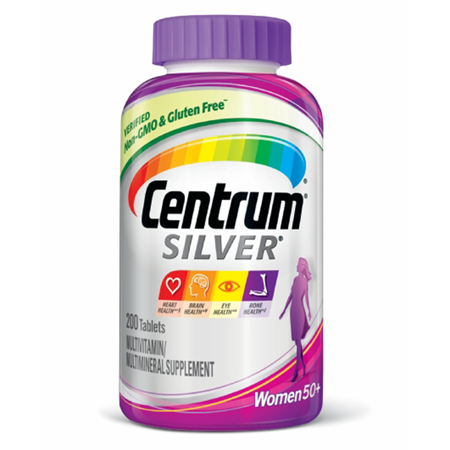 VERIFIED
Non-GMO & Gluten Free™
Centrum®
SILVER®
HEART
HEALTH**§
BRAIN
HEALTH**
EYE
HEALTH**
BONE
HEALTH**
200 Tablets
MULTIVITAMIN/
MULTIMINERAL SUPPLEMENT
Women 50+